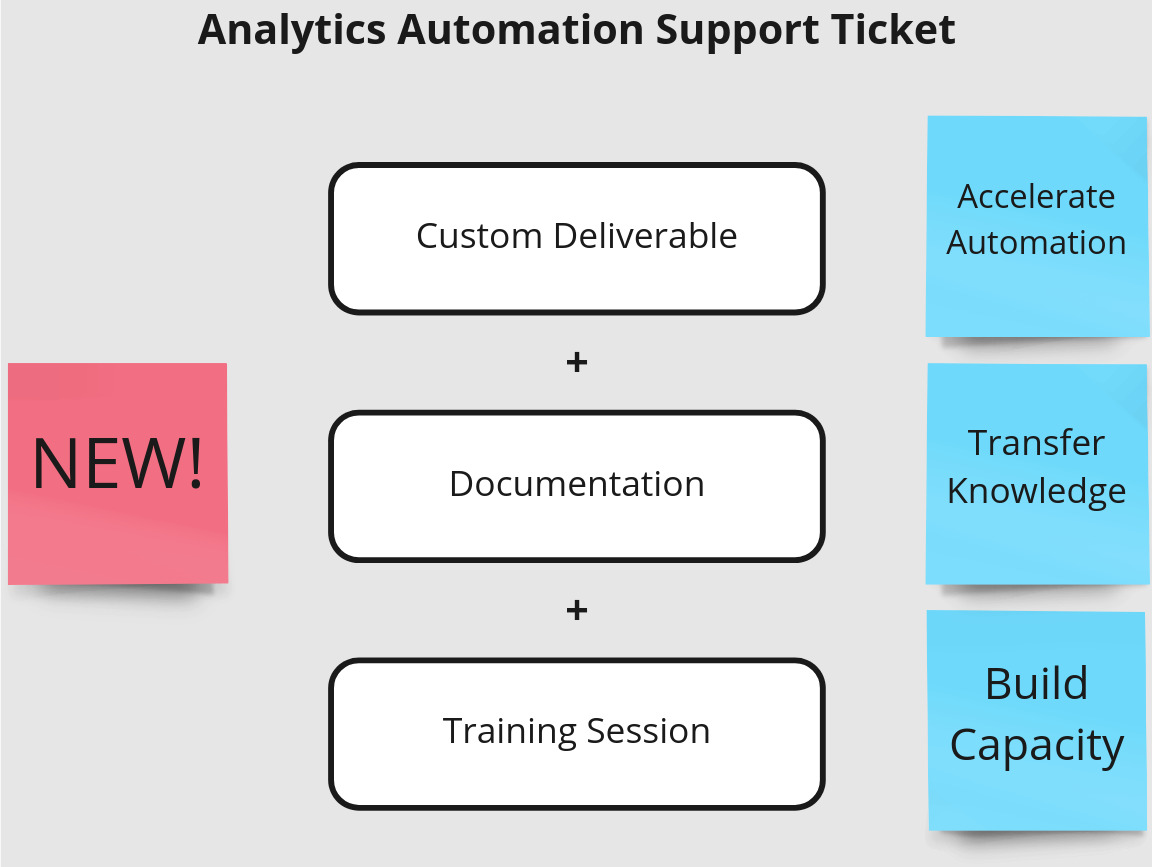 Analytics Automation Support Ticket
Custom Deliverable
Accelerate
Automation
+
NEW!
Documentation
Transfer
Knowledge
+
Training Session
Build
Capacity